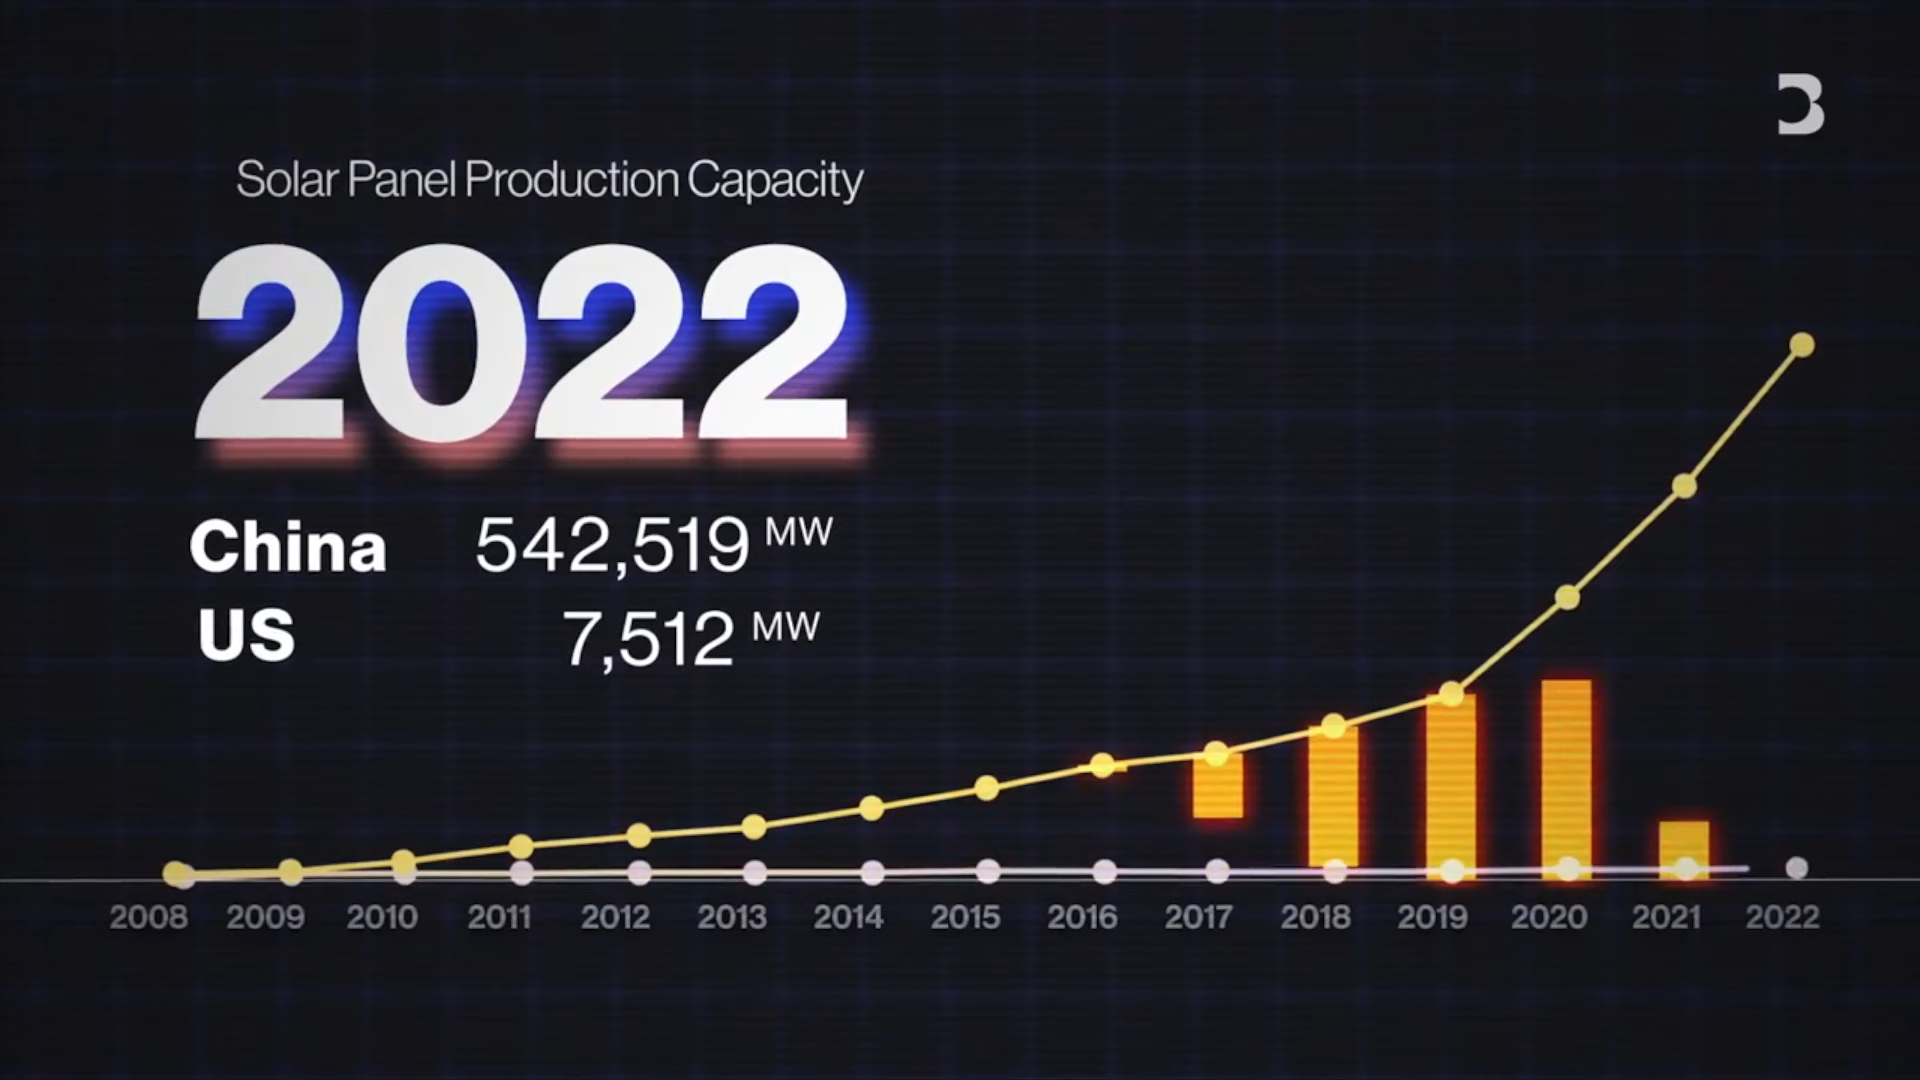 Solar Panel Production Capacity
2022
China 542,519 MW
US 7,512 MW
2008 2009 2010 2011 2012 2013 2014 2015 2016 2017 2018 2019 2020 2021 2022